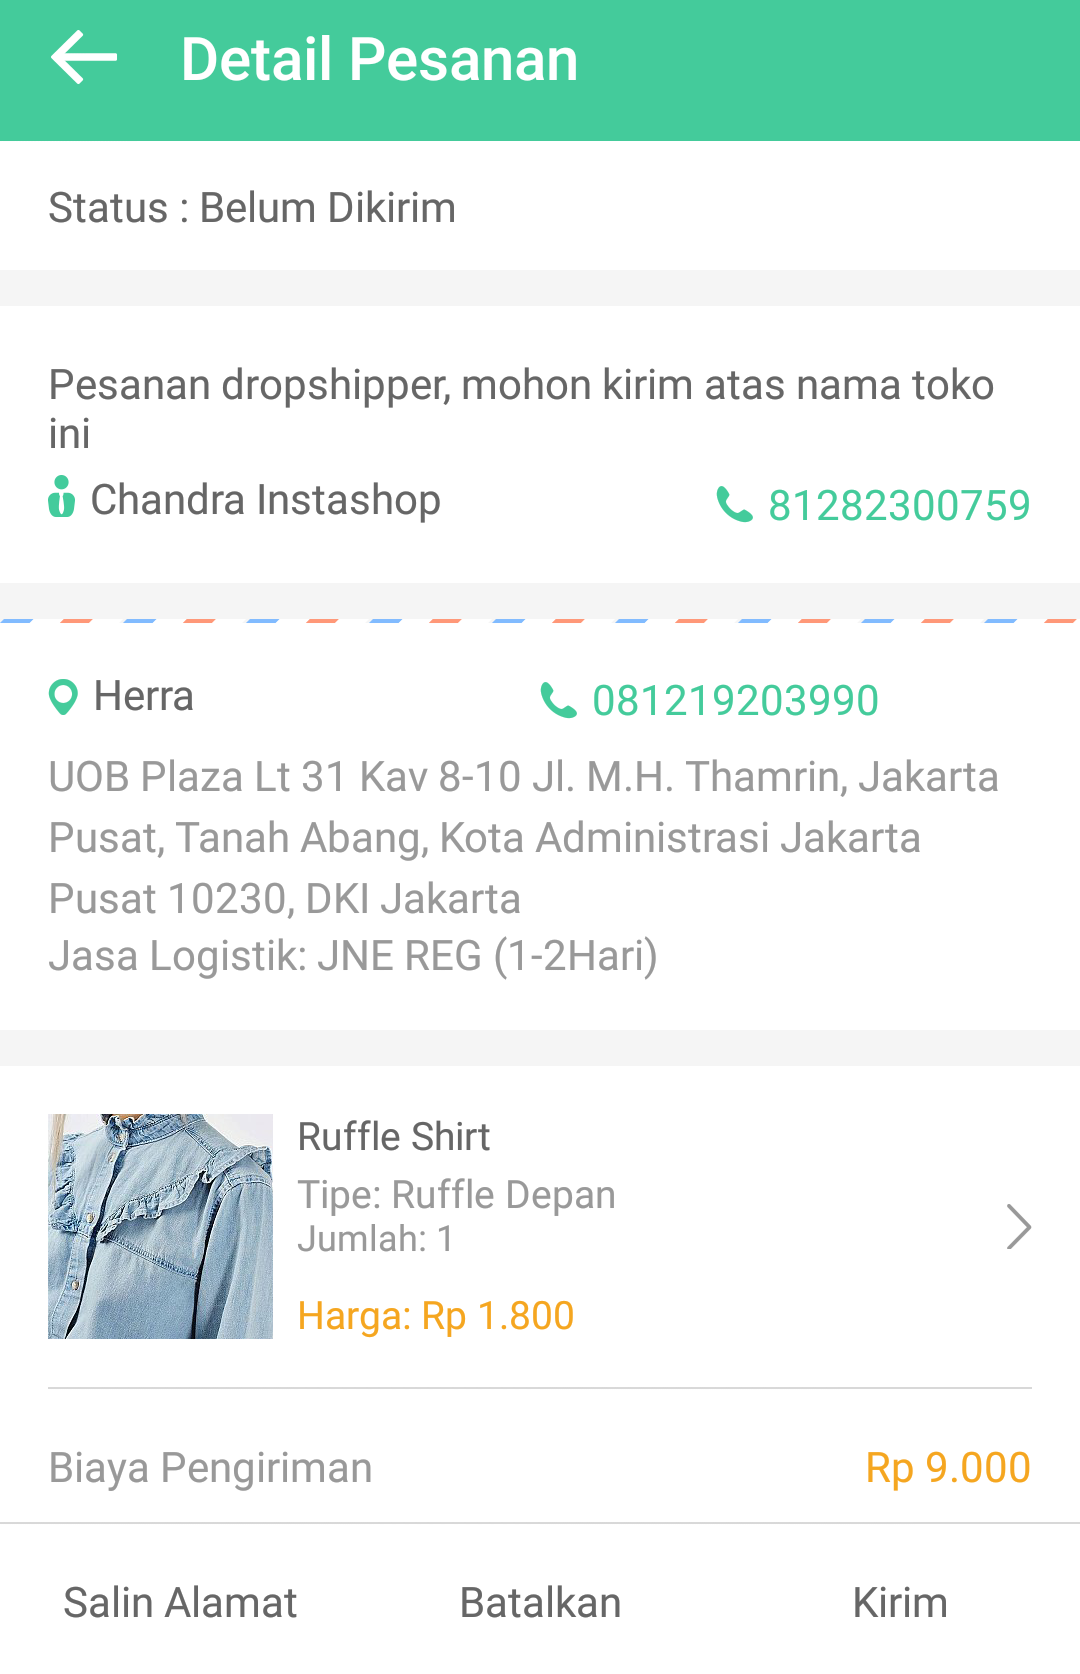 Detail Pesanan
Status : Belum Dikirim
Pesanan dropshipper, mohon kirim atas nama toko
ini
Chandra Instashop
81282300759
Herra
081219203990
UOB Plaza Lt 31 Kav 8-10 Jl. M.H. Thamrin, Jakarta
Pusat, Tanah Abang, Kota Administrasi Jakarta
Pusat 10230, DKI Jakarta
Jasa Logistik: JNE REG (1-2Hari)
Ruffle Shirt
Tipe: Ruffle Depan
Jumlah: 1
Harga: Rp 1.800
Biaya Pengiriman
Rp 9.000
Salin Alamat
Batalkan
Kirim